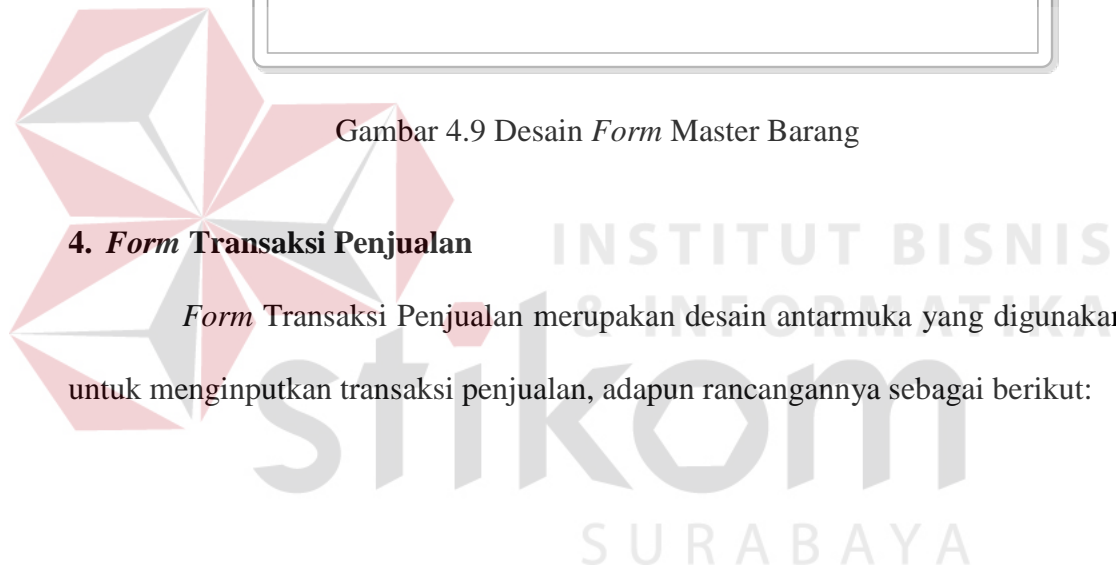 Gambar 4.9 Desain Form Master Barang
4. Form Transaksi Penjualan
INSTITUT BISNIS
& INFORMATIKA
Form Transaksi Penjualan merupakan desain antarmuka yang digunakan
untuk menginputkan transaksi penjualan, adapun rancangannya sebagai berikut:
stikom
SURABAYA